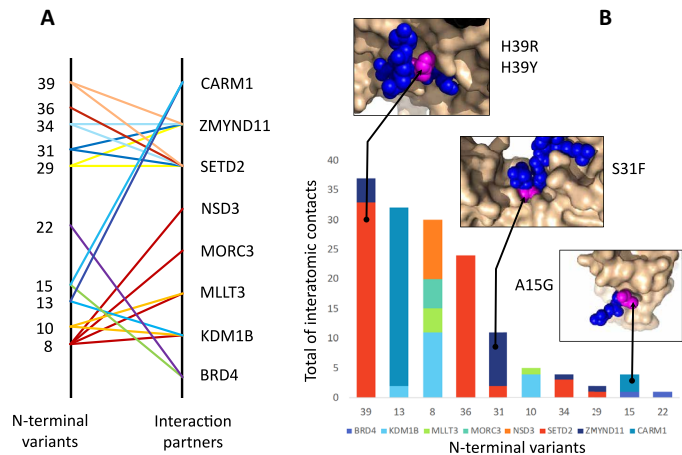 A
39
36
34
31
29
22
15
13
10
8
CARM1
ZMYND11
SETD2
NSD3
MORC3
MLLT3
KDM1B
BRD4
N-terminal
variants
Interaction
partners
B
H39R
H39Y
S31F
A15G
Total of interatomic contacts
40
35
30
25
20
15
10
5
0
39 13 8 36 31 10 34 29 15 22
BRD4 KDM1B MLLT3 MORC3 NSD3 SETD2 ZMYND11 CARM1
N-terminal variants